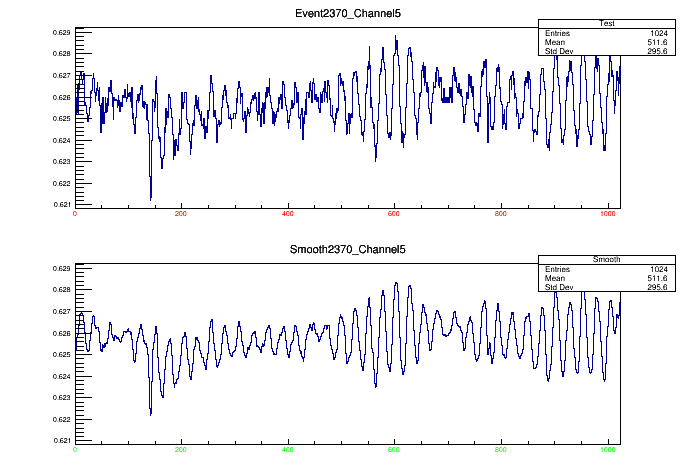 Event2370_Channel5
Test
Entries 1024
Mean 511.6
Std Dev 295.6
0.629
0.628
0.627
0.626
0.625
0.624
0.623
0.622
0.621
0 200 400 600 800 1000
Smooth2370_Channel5
Smooth
Entries 1024
Mean 511.6
Std Dev 295.6
0.629
0.628
0.627
0.626
0.625
0.624
0.623
0.622
0.621
0 200 400 600 800 1000